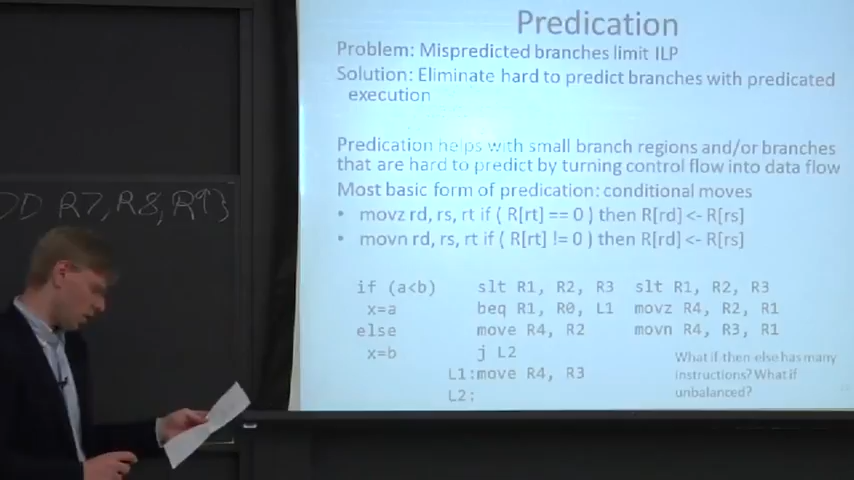 Predication
Problem: Mispredicted branches limit ILP
Solution: Eliminate hard to predict branches with predicated
execution
Predication helps with small branch regions and/or branches
that are hard to predict by turning control flow into data flow
Most basic form of predication: conditional moves
• movz rd, rs, rt if ( R[rt] == 0 ) then R[rd] <- R[rs]
• movn rd, rs, rt if ( R[rt] != 0 ) then R[rd] <- R[rs]
if (a<b)
x=a
else
x=b
slt R1, R2, R3
beq R1, R0, L1
move R4, R2
j L2
L1:move R4, R3
L2:
slt R1, R2, R3
movz R4, R2, R1
movn R4, R3, R1
What if then else has many
instructions? What if
unbalanced?
DD R7, R8, R9}